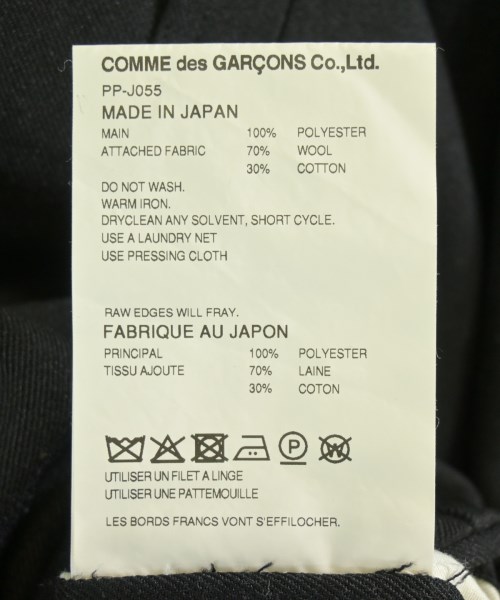 COMME des GARÇONS Co.,Ltd.
PP-J055
MADE IN JAPAN
MAIN 100% POLYESTER
ATTACHED FABRIC 70% WOOL
30% COTTON
DO NOT WASH.
WARM IRON.
DRYCLEAN ANY SOLVENT, SHORT CYCLE.
USE A LAUNDRY NET
USE PRESSING CLOTH
RAW EDGES WILL FRAY.
FABRIQUE AU JAPON
PRINCIPAL 100% POLYESTER
TISSU AJOUTE 70% LAINE
30% COTON
P W
UTILISER UN FILET A LINGE
UTILISER UNE PATTEMOUILLE
LES BORDS FRANCS VONT S'EFFILOCHER.